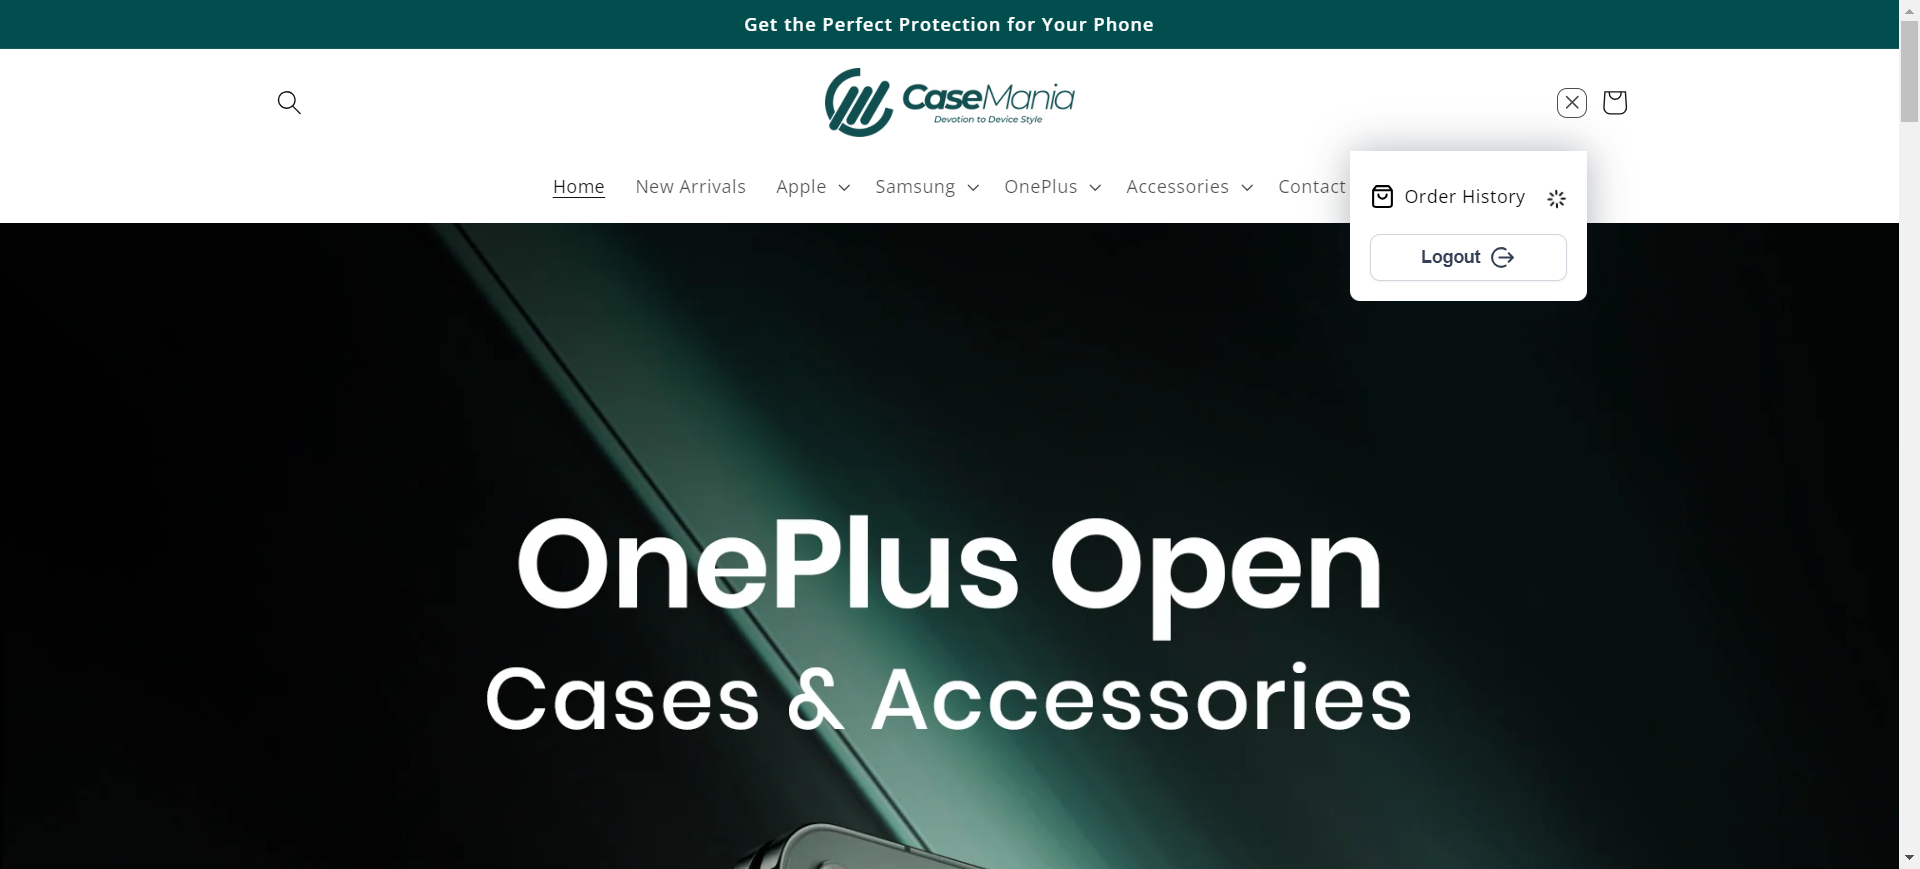 Get the Perfect Protection for Your Phone
CaseMania
Devotion to Device Style
Home New Arrivals Apple Samsung OnePlus Accessories Contact
Order History
Logout
OnePlus Open
Cases & Accessories